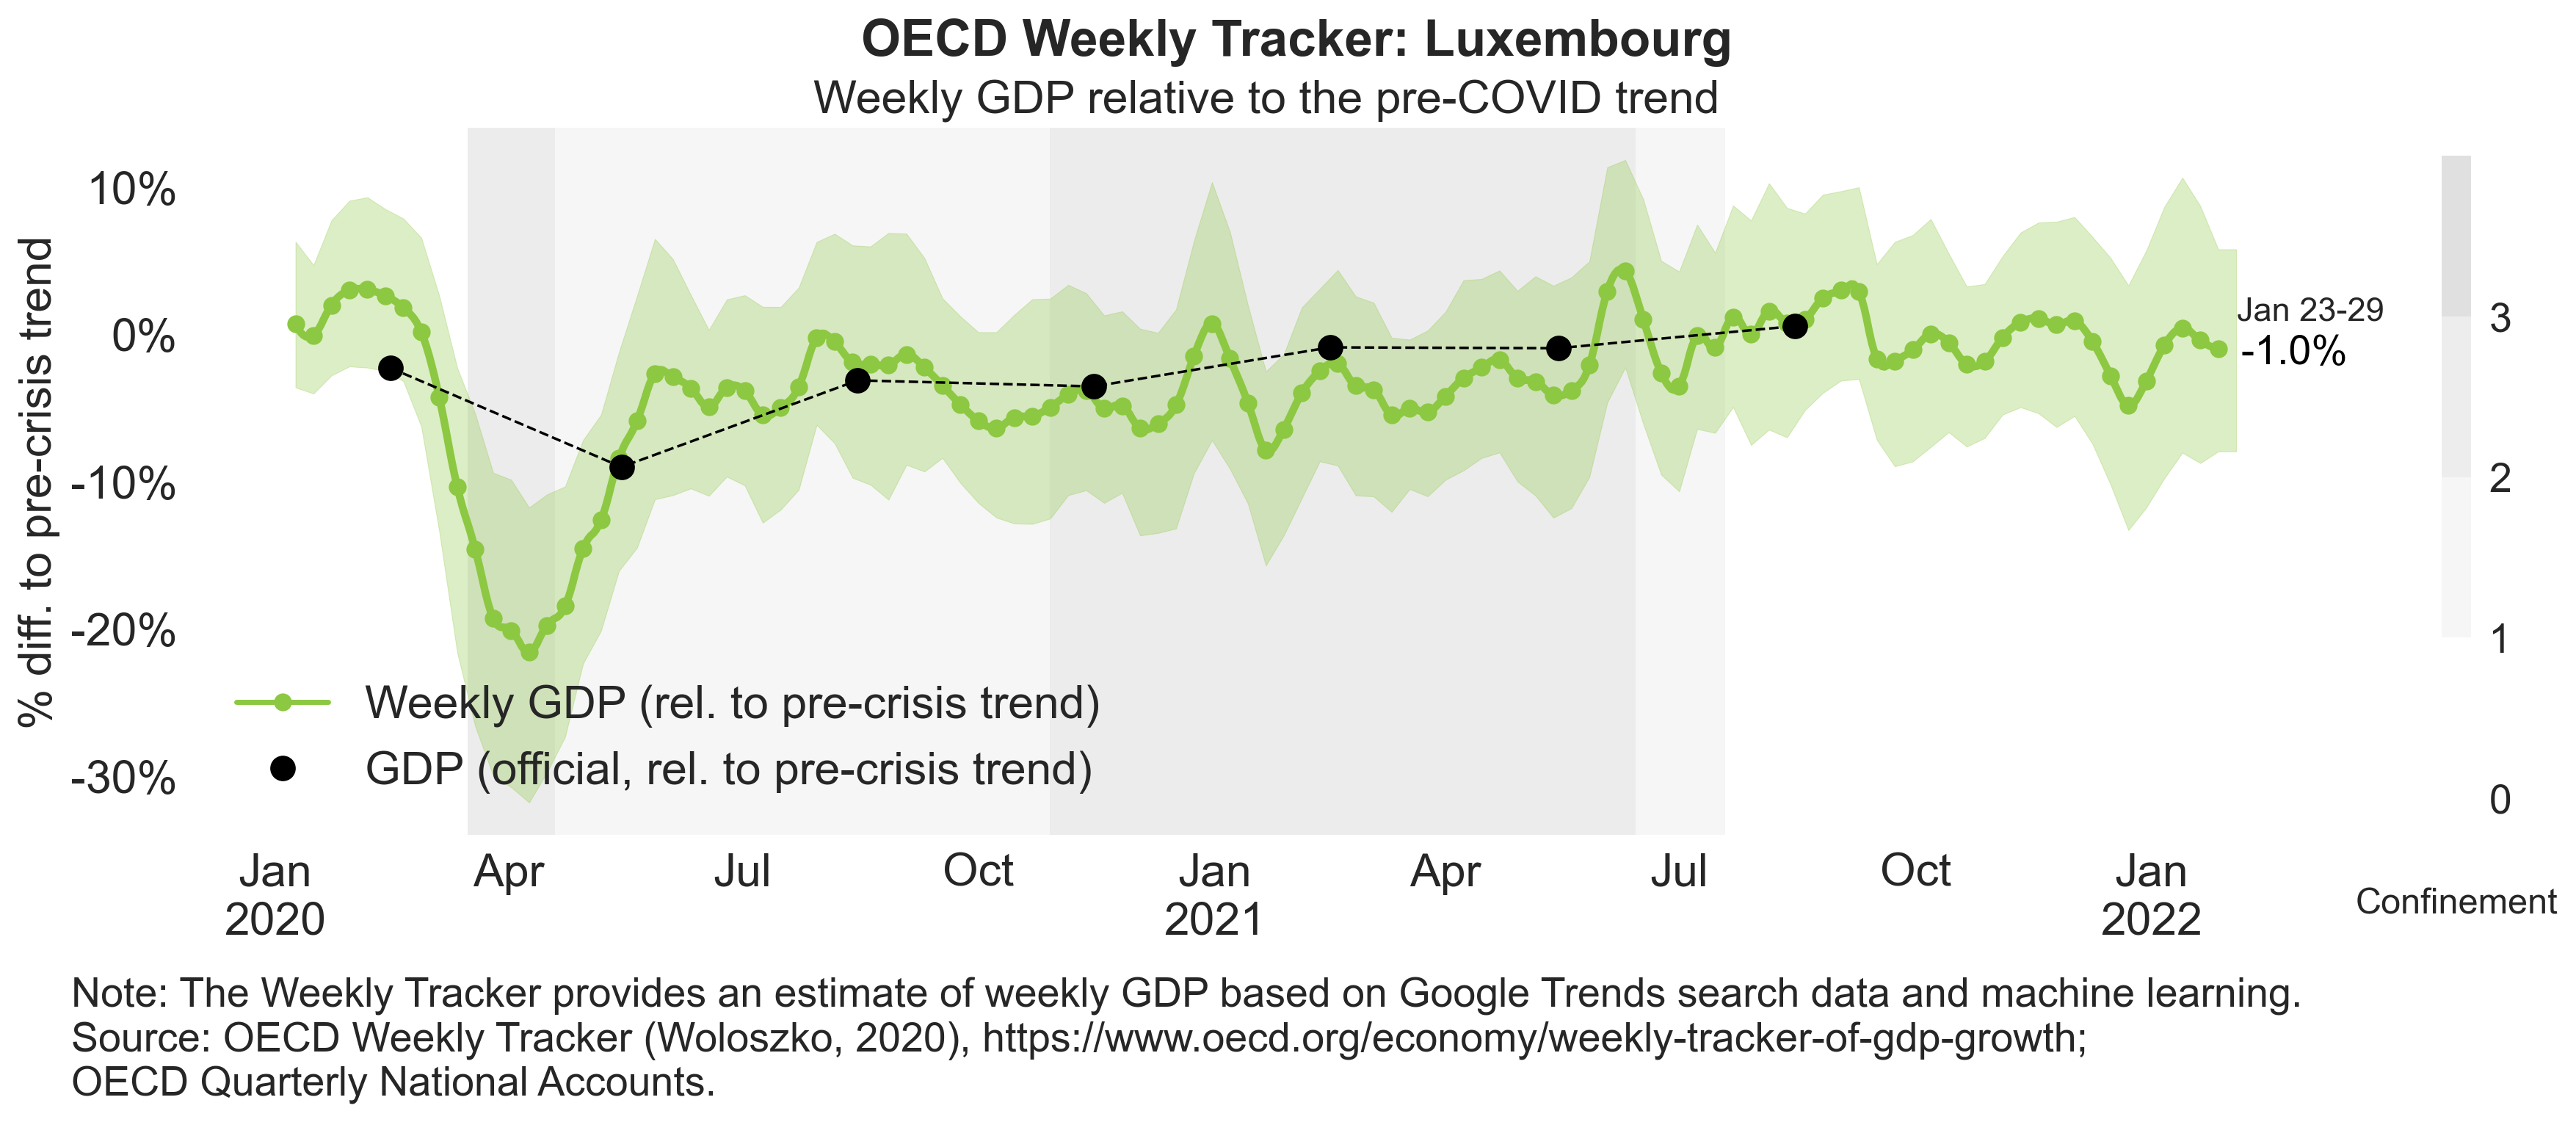 OECD Weekly Tracker: Luxembourg
Weekly GDP relative to the pre-COVID trend
% diff. to pre-crisis trend
10%
0%
-10%
-20%
-30%
Jan 23-29
-1.0%
3
2
1
0
Confinement
Weekly GDP (rel. to pre-crisis trend)
GDP (official, rel. to pre-crisis trend)
Jan Apr Jul Oct Jan Apr Jul Oct Jan
2020 2021 2022
Note: The Weekly Tracker provides an estimate of weekly GDP based on Google Trends search data and machine learning.
Source: OECD Weekly Tracker (Woloszko, 2020), https://www.oecd.org/economy/weekly-tracker-of-gdp-growth;
OECD Quarterly National Accounts.